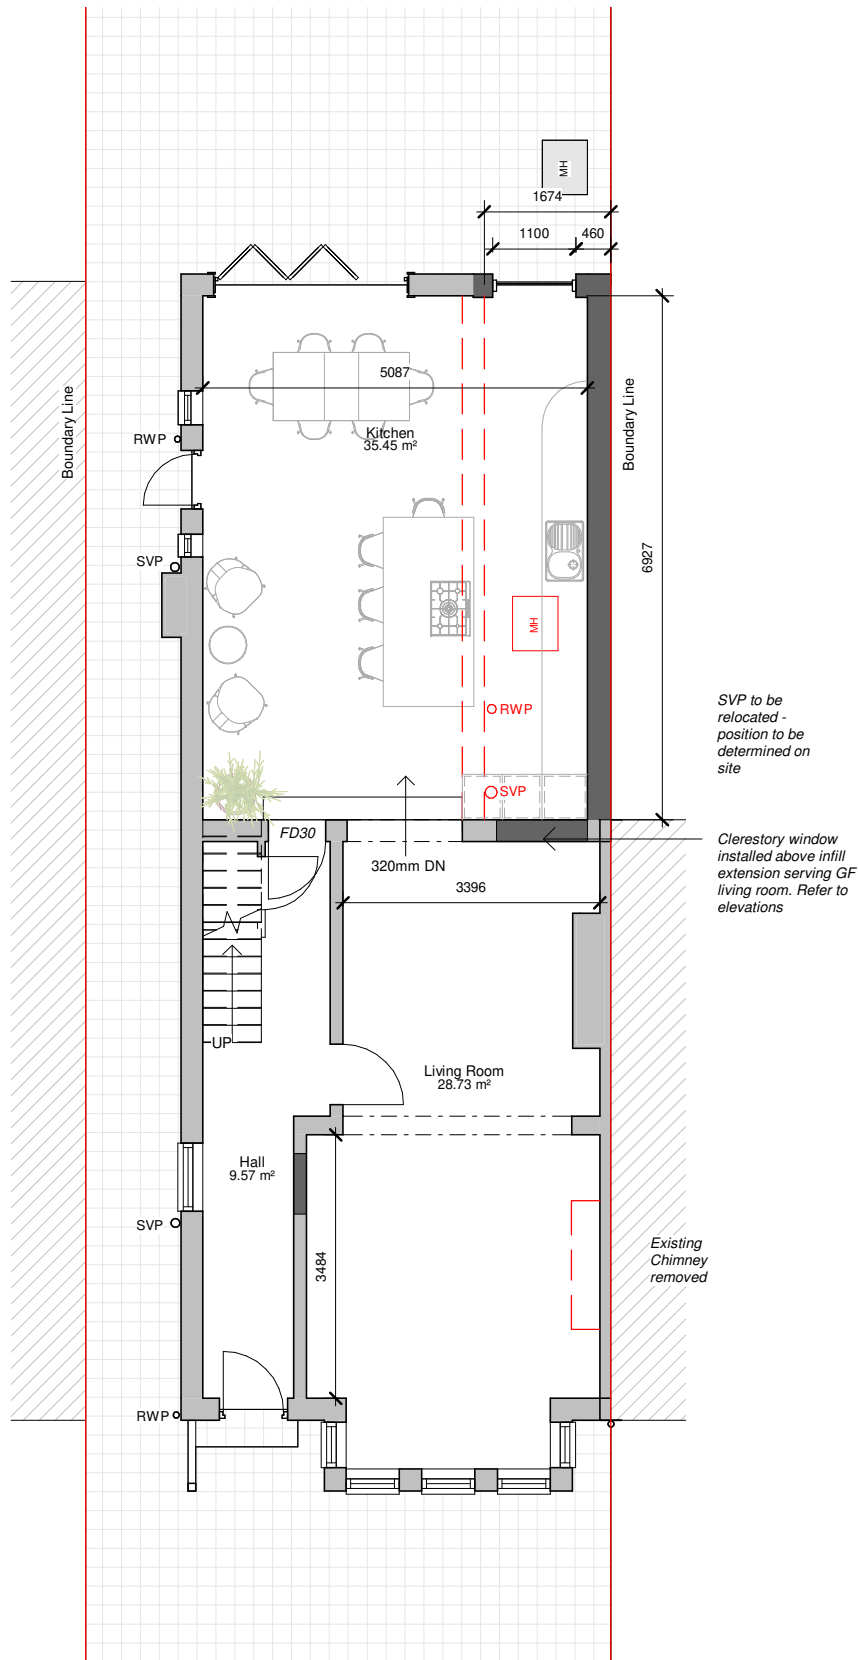 MH
1674
1100
460
5087
Boundary Line
Boundary Line
Kitchen
35.45 m²
RWP
SVP
6927
MH
RWP
SVP
SVP to be
relocated -
position to be
determined on
site
FD30
320mm DN
3396
Clerestory window
installed above infill
extension serving GF
living room. Refer to
elevations
UP
Living Room
28.73 m²
Hall
9.57 m²
SVP
3484
Existing
Chimney
removed
RWP